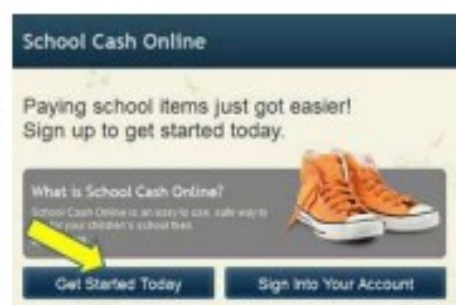 School Cash Online
Paying school items just got easier!
Sign up to get started today.
What is School Cash Online?
School Cash Online is an easy to use, safe way to
for your children's school fees.
Get Started Today
Sign Into Your Account